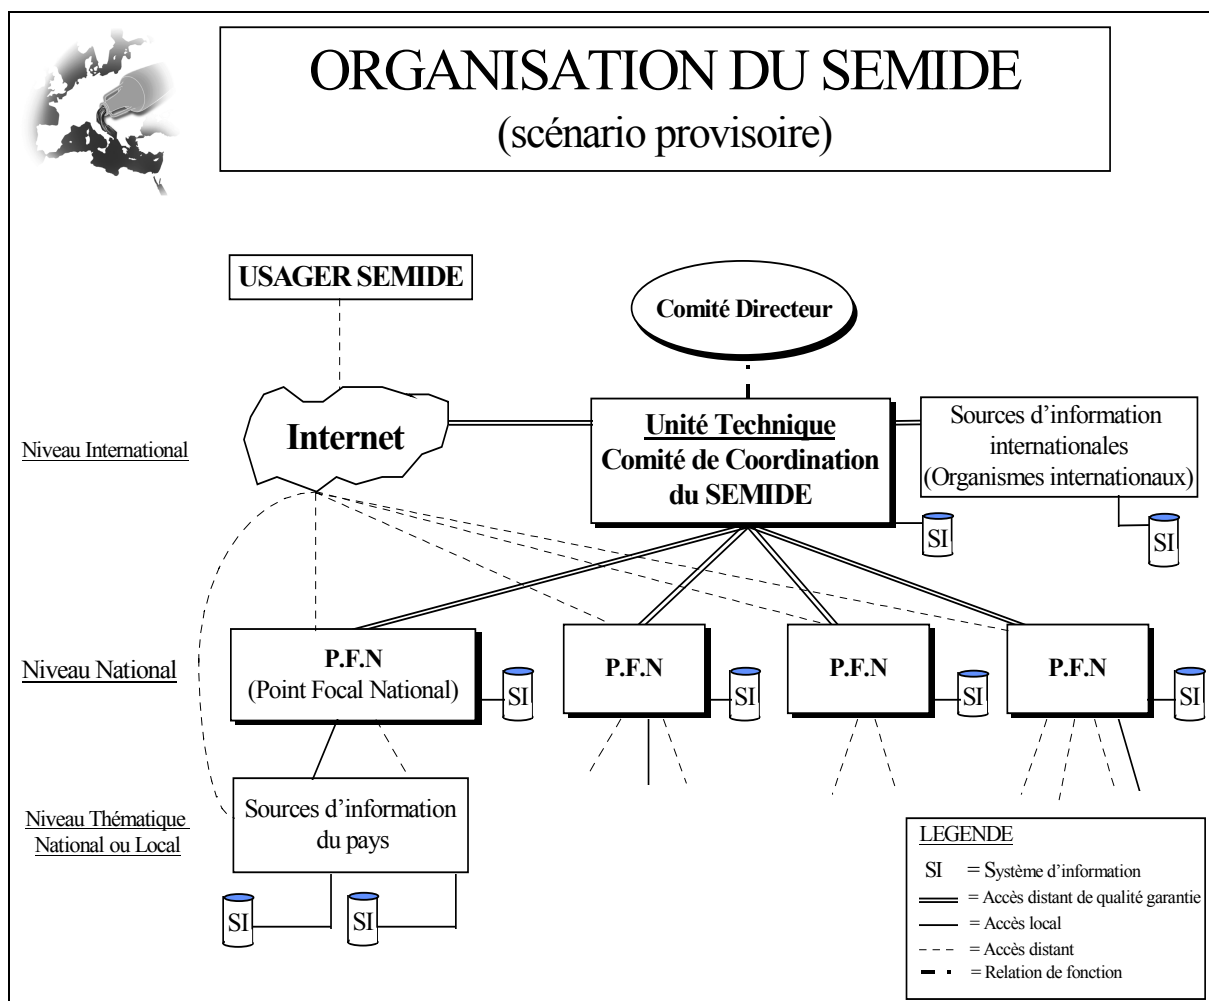 ORGANISATION DU SEMIDE
(scénario provisoire)
USAGER SEMIDE
Comité Directeur
Niveau International
Internet
Unité Technique
Comité de Coordination
du SEMIDE
Sources d'information
internationales
(Organismes internationaux)
SI
SI
Niveau National
P.F.N
(Point Focal National)
SI
P.F.N
SI
P.F.N
SI
P.F.N
SI
Niveau Thématique
National ou Local
Sources d'information
du pays
SI
SI
LEGENDE
SI = Système d'information
= Accès distant de qualité garantie
= Accès local
= Accès distant
= Relation de fonction